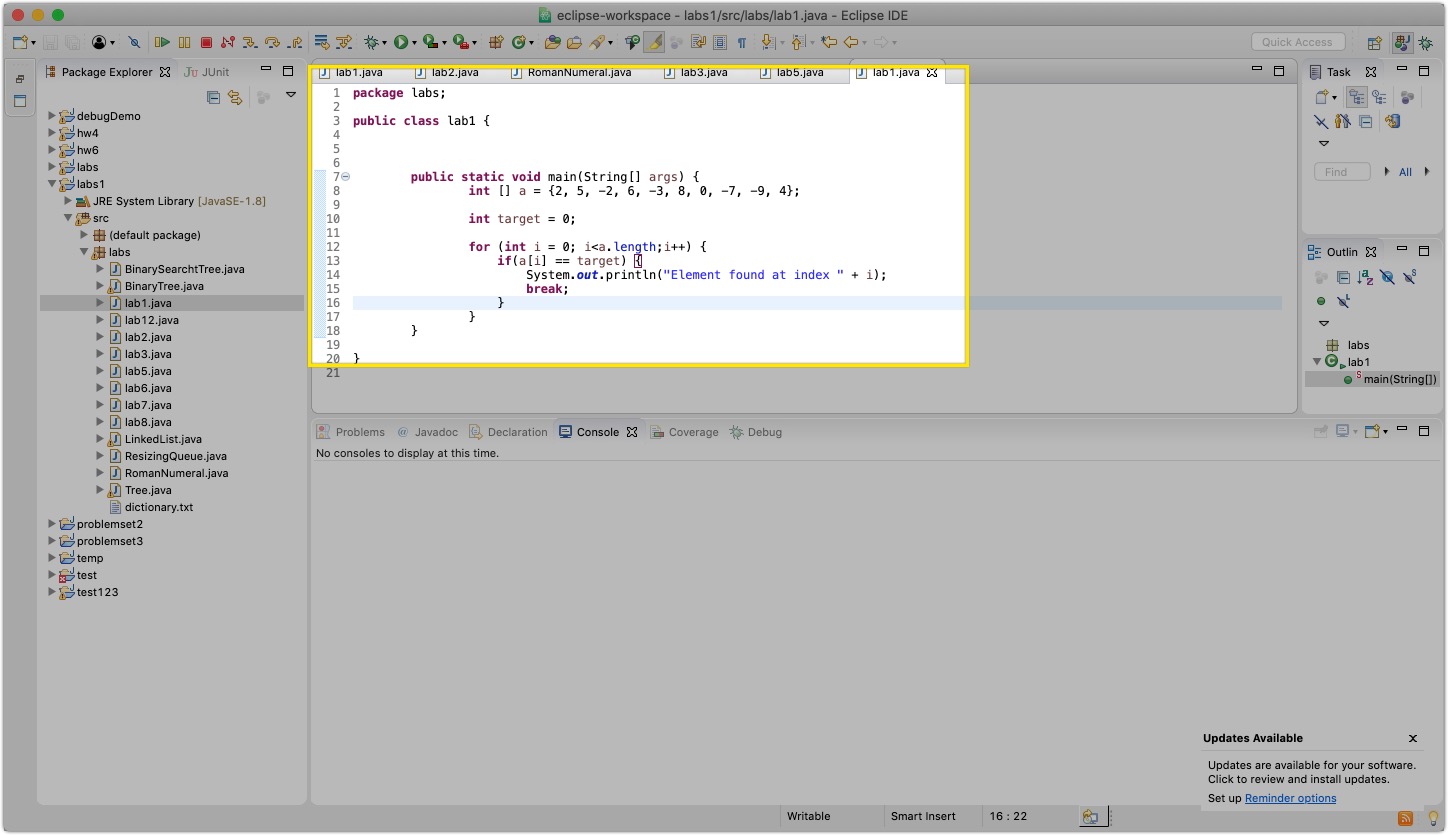 eclipse-workspace - labs1/src/labs/lab1.java - Eclipse IDE
Quick Access
Package Explorer
JUnit
debugDemo
hw4
hw6
labs
labs1
JRE System Library [JavaSE-1.8]
src
(default package)
labs
BinarySearchtTree.java
BinaryTree.java
lab1.java
lab12.java
lab2.java
lab3.java
lab5.java
lab6.java
lab7.java
lab8.java
LinkedList.java
ResizingQueue.java
RomanNumeral.java
Tree.java
dictionary.txt
problemset2
problemset3
temp
test
test123
lab1.java lab2.java RomanNumeral.java lab3.java lab5.java lab1.java
1 package labs;
2
3 public class lab1 {
4
5
6
7 public static void main(String[] args) {
8 int [] a = {2, 5, -2, 6, -3, 8, 0, -7, -9, 4};
9
10 int target = 0;
11
12 for (int i = 0; i<a.length;i++) {
13 if(a[i] == target) {
14 System.out.println("Element found at index " + i);
15 break;
16 }
17 }
18 }
19
20 }
21
Task
Find All
Outlin
labs
lab1
main(String[])
Problems Javadoc Declaration Console Coverage Debug
No consoles to display at this time.
Updates Available
Updates are available for your software.
Click to review and install updates.
Set up Reminder options
Writable Smart Insert 16 : 22